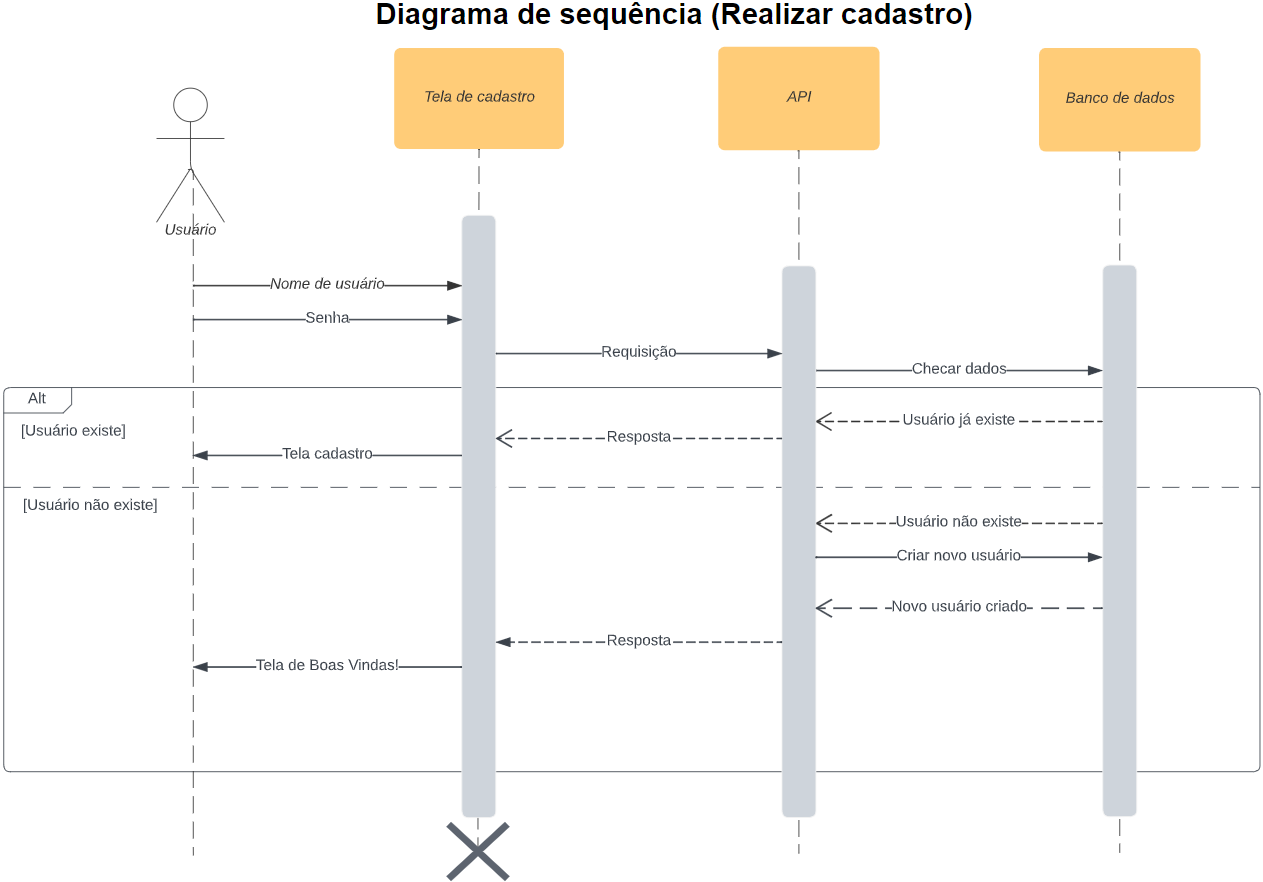 Diagrama de sequência (Realizar cadastro)
Tela de cadastro
API
Banco de dados
Usuário
Nome de usuário
Senha
Requisição
Checar dados
Alt
[Usuário existe]
Usuário já existe
Resposta
Tela cadastro
[Usuário não existe]
Usuário não existe
Criar novo usuário
Novo usuário criado
Resposta
Tela de Boas Vindas!